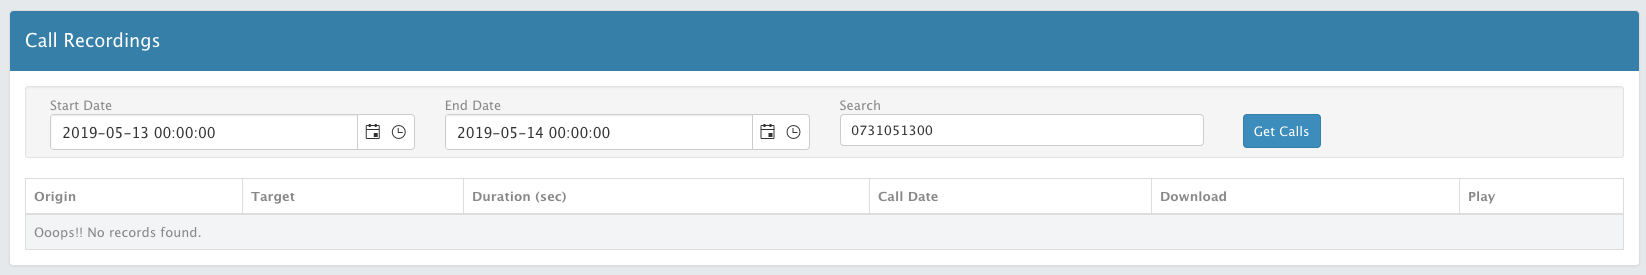 Call Recordings
Start Date End Date Search
2019-05-13 00:00:00 2019-05-14 00:00:00 0731051300 Get Calls
Origin Target Duration (sec) Call Date Download Play
Ooops!! No records found.